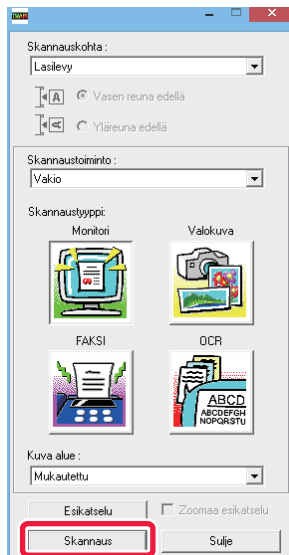 TWAIN
Skannauskohta :
Lasilevy
A
Vasen reuna edellä
A
Yläreuna edellä
Skannaustoiminto :
Vakio
Skannaustyyppi:
Monitori
Valokuva
FAKSI
OCR
ABCD
ABCDEFGH
NOPQRSTU
Kuva alue :
Mukautettu
Esikatselu
Zoomaa esikatselu
Skannaus
Sulje